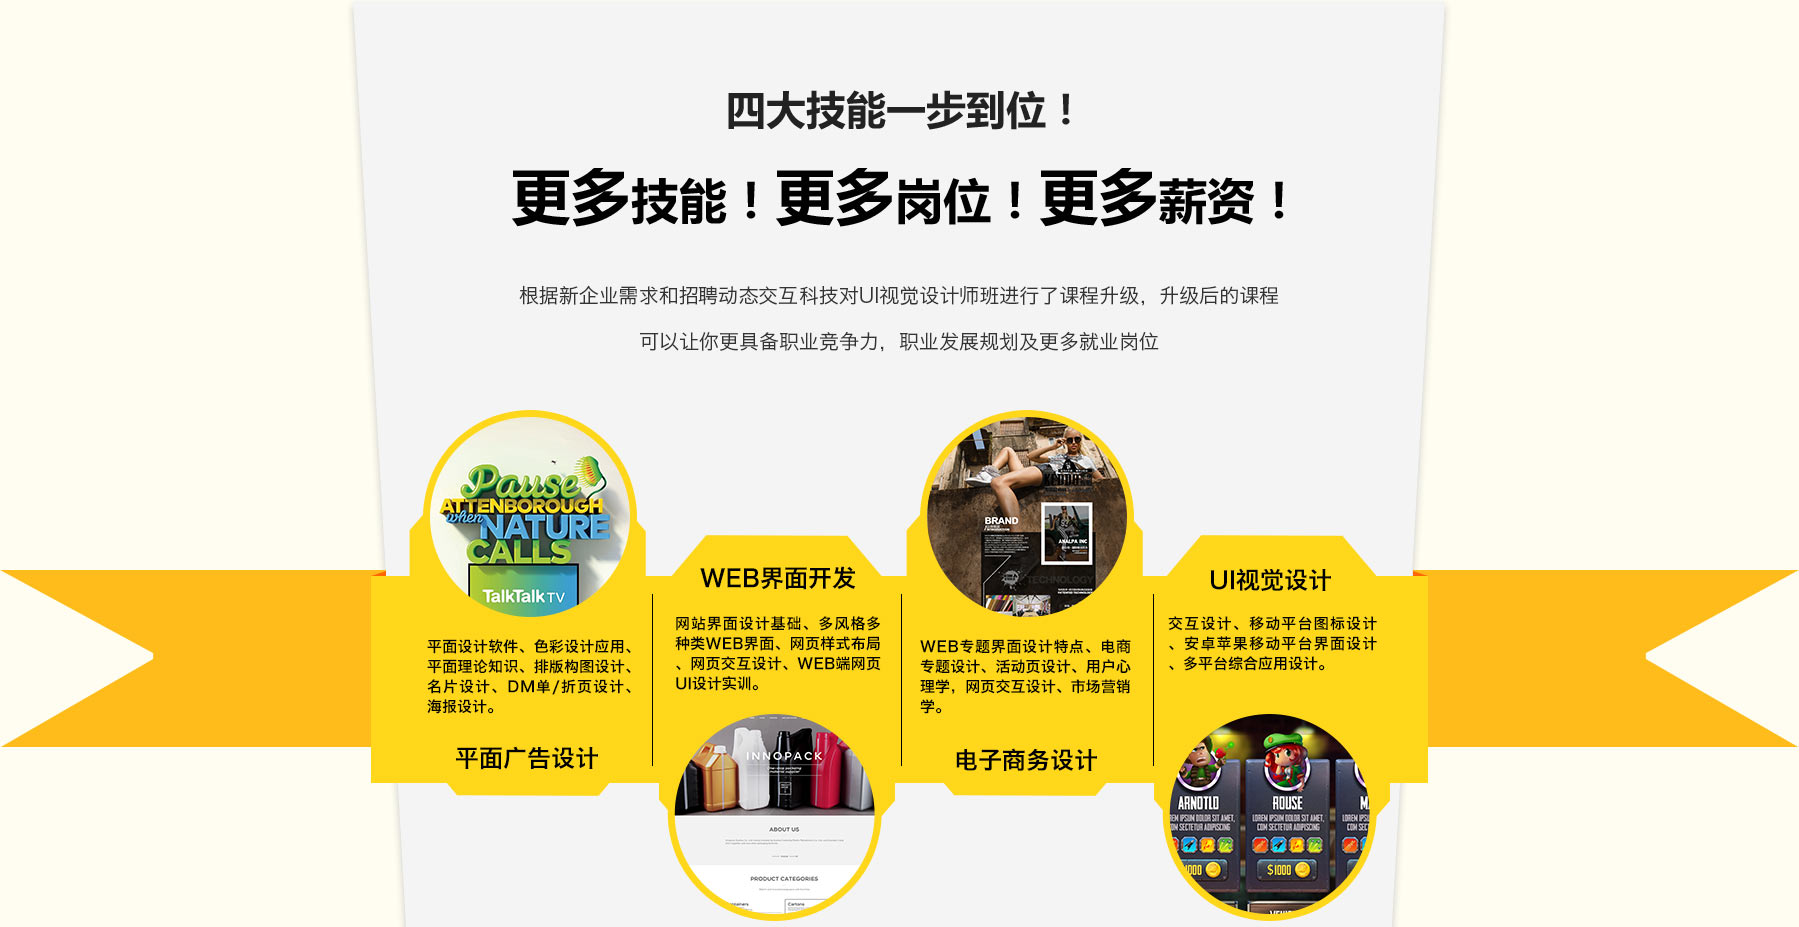 四大技能一步到位！
更多技能！更多岗位！更多薪资！
根据新企业需求和招聘动态交互科技对UI视觉设计师班进行了课程升级，升级后的课程
可以让你更具备职业竞争力，职业发展规划及更多就业岗位
Pause
ATTENBOROUGH
when NATURE
CALLS
TalkTalk TV
平面设计软件、色彩设计应用、
平面理论知识、排版构图设计、
名片设计、DM单/折页设计、
海报设计。
平面广告设计
WEB界面开发
网站界面设计基础、多风格多
种类WEB界面、网页样式布局
、网页交互设计、WEB端网页
UI设计实训。
INNOPACK
ABOUT US
PRODUCT CATEGORIES
Cartons
BRAND
ANALPA INC
TECHNOLOGY
WEB专题界面设计特点、电商
专题设计、活动页设计、用户心
理学，网页交互设计、市场营销
学。
电子商务设计
UI视觉设计
交互设计、移动平台图标设计
、安卓苹果移动平台界面设计
、多平台综合应用设计。
ARNOTLD
ROUSE
LOREM IPSUM DOLOR SIT AMET,
COM SECTETUR ADIPISCING
$1000